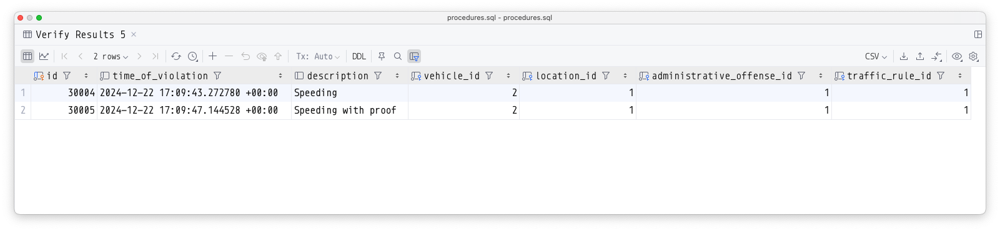 procedures.sql - procedures.sql
Verify Results 5
2 rows Tx: Auto DDL CSV
id time_of_violation description vehicle_id location_id administrative_offense_id traffic_rule_id
1 30004 2024-12-22 17:09:43.272780 +00:00 Speeding 2 1 1 1
2 30005 2024-12-22 17:09:47.144528 +00:00 Speeding with proof 2 1 1 1